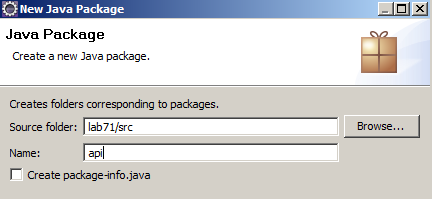 New Java Package
Java Package
Create a new Java package.
Creates folders corresponding to packages.
Source folder: lab71/src Browse...
Name: api
Create package-info.java